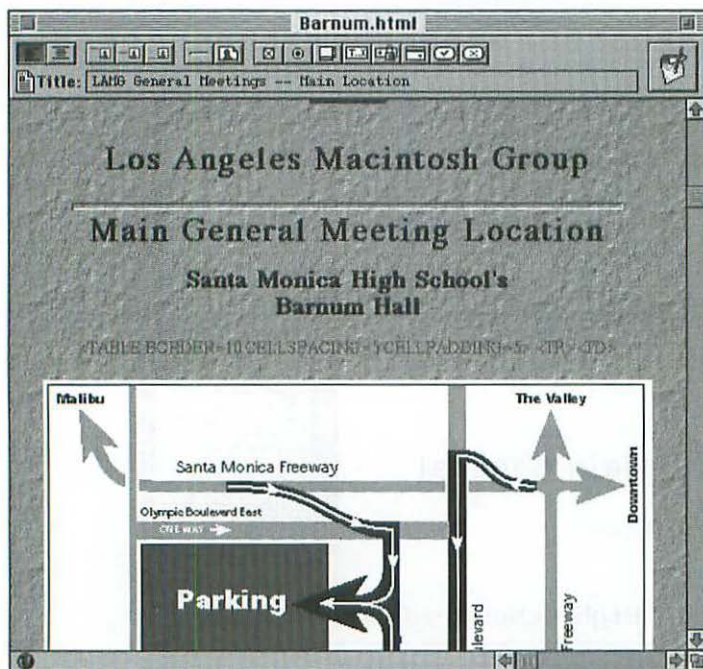 Barnum.html
Title: LAMG General Meetings -- Main Location
Los Angeles Macintosh Group
Main General Meeting Location
Santa Monica High School's
Barnum Hall
<TABLE BORDER=10 CELLSPACING=5 CELLPADDING=5> <TR> <TD>
Malibu
The Valley
Santa Monica Freeway
Downtown
Olympic Boulevard East
ONE WAY
Parking
Freeway